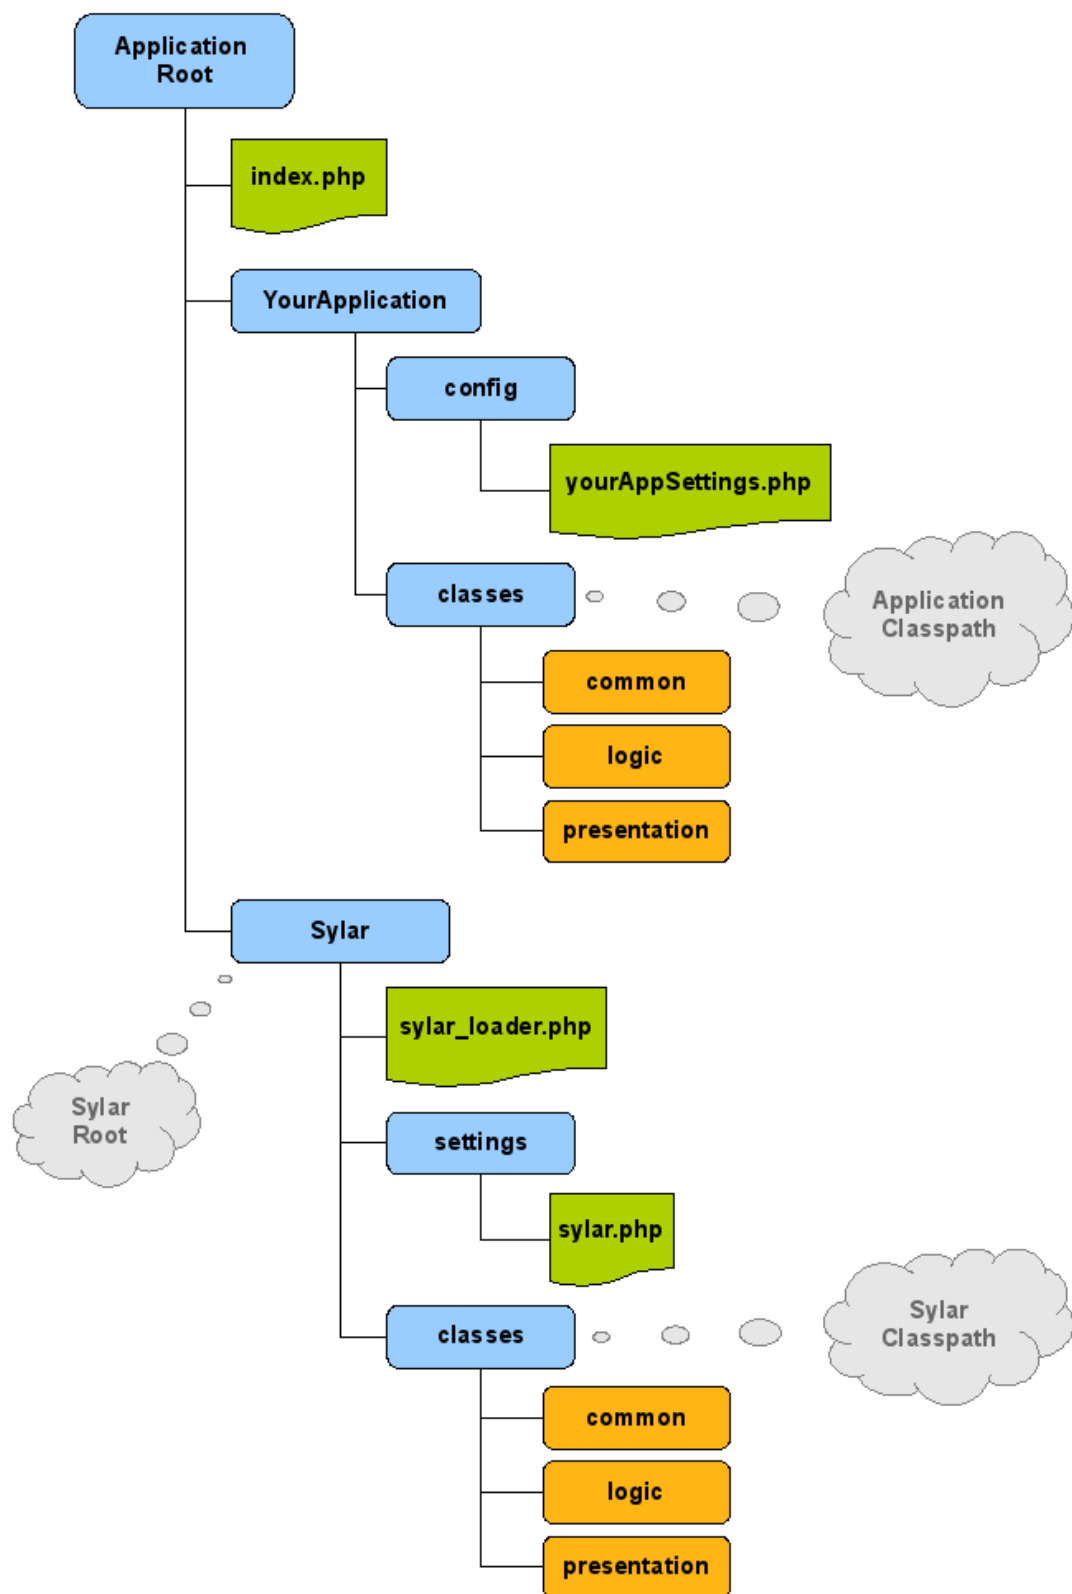 Application
Root
index.php
YourApplication
config
yourAppSettings.php
classes
Application
Classpath
common
logic
presentation
Sylar
sylar_loader.php
Sylar
Root
settings
sylar.php
classes
Sylar
Classpath
common
logic
presentation